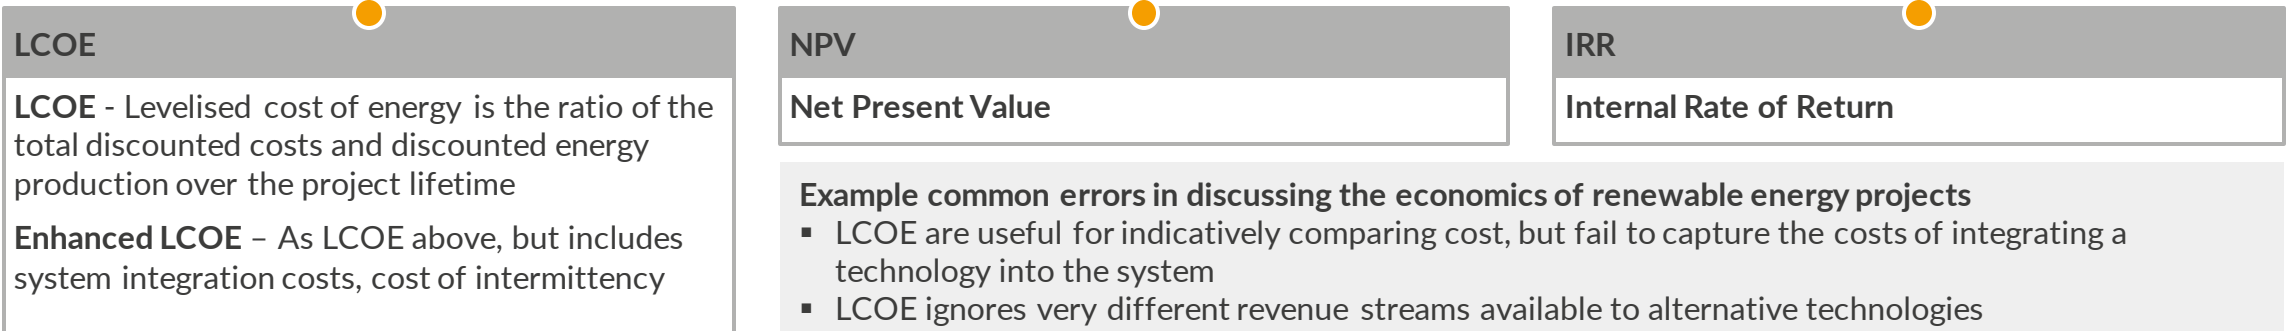 LCOE
LCOE - Levelised cost of energy is the ratio of the
total discounted costs and discounted energy
production over the project lifetime
Enhanced LCOE – As LCOE above, but includes
system integration costs, cost of intermittency
NPV
Net Present Value
IRR
Internal Rate of Return
Example common errors in discussing the economics of renewable energy projects
▪ LCOE are useful for indicatively comparing cost, but fail to capture the costs of integrating a
technology into the system
▪ LCOE ignores very different revenue streams available to alternative technologies